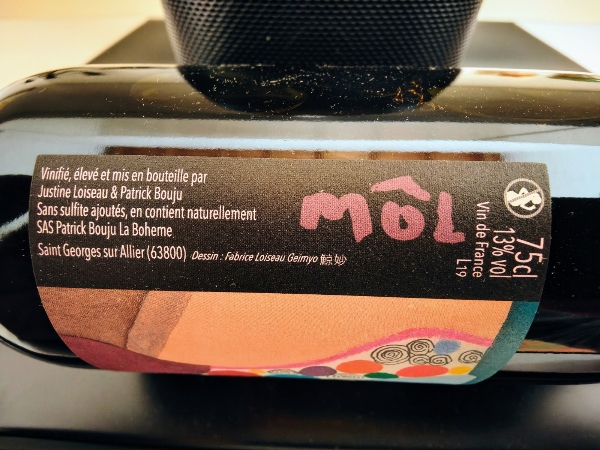 Vinifié, élevé et mis en bouteille par
Justine Loiseau & Patrick Bouju
Sans sulfite ajoutés, en contient naturellement
SAS Patrick Bouju La Boheme
Saint Georges sur Allier (63800)
Dessin : Fabrice Loiseau Geimyo 鯨妙
MÔL
75cl
13% vol
Vin de France
L19